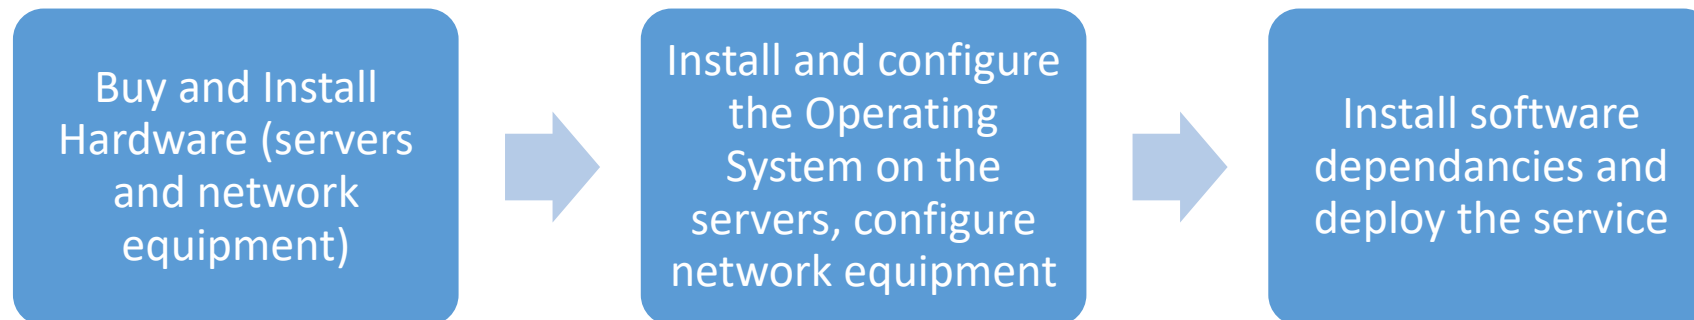 Buy and Install
Hardware (servers
and network
equipment)
Install and configure
the Operating
System on the
servers, configure
network equipment
Install software
dependancies and
deploy the service